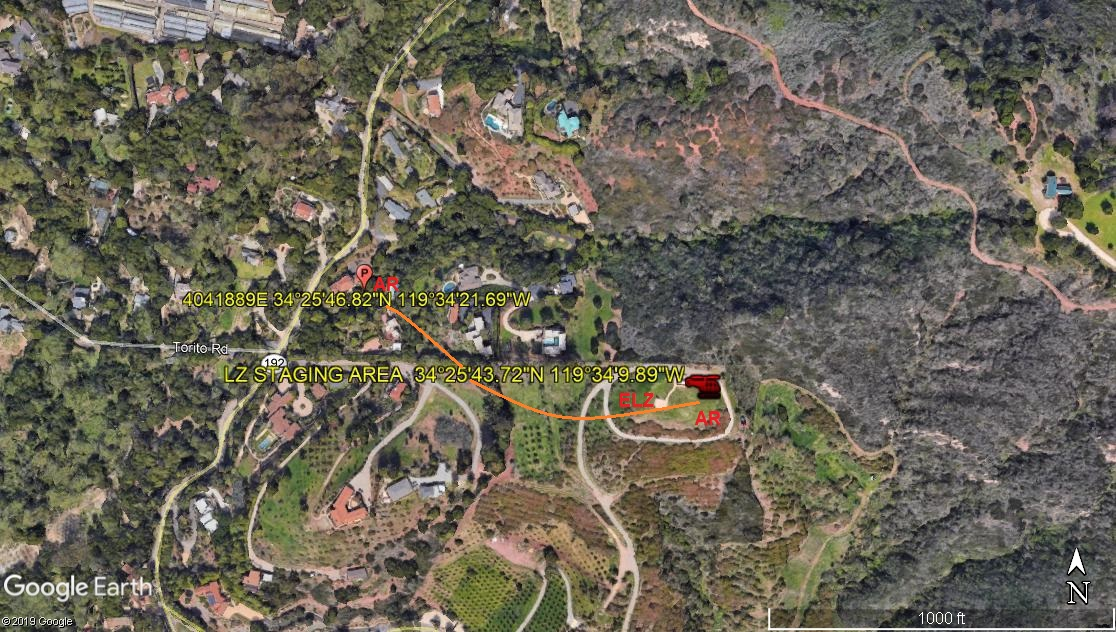 P
AR
4041889E 34°25'46.82"N 119°34'21.69"W
Torito Rd
192
LZ STAGING AREA 34°25'43.72"N 119°34'9.89"W
ELZ
AR
Google Earth
©2019 Google
N
1000 ft